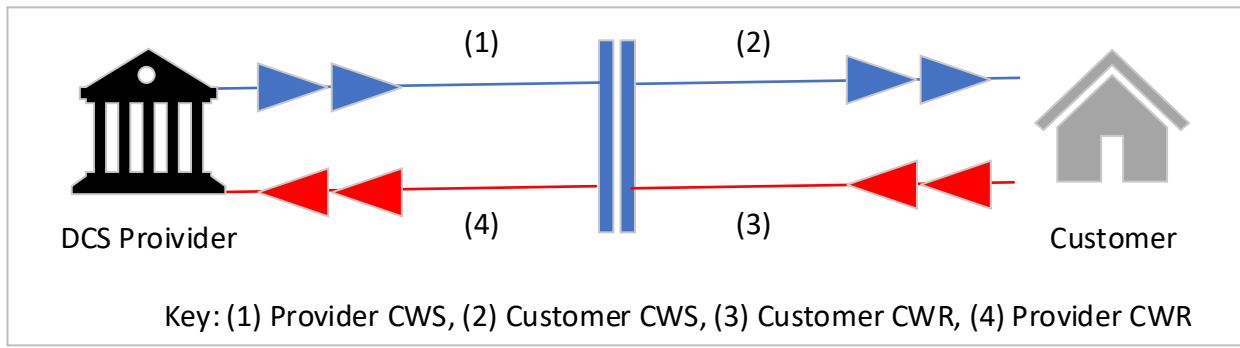 (1)
(2)
DCS Proivider
(4)
(3)
Customer
Key: (1) Provider CWS, (2) Customer CWS, (3) Customer CWR, (4) Provider CWR